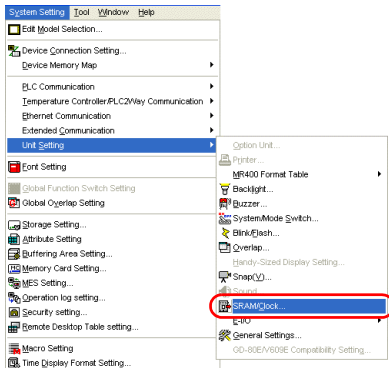 System Setting Tool Window Help
Edit Model Selection...
Device Connection Setting...
Device Memory Map
PLC Communication
Temperature Controller/PLC2Way Communication
Ethernet Communication
Extended Communication
Unit Setting
Font Setting
Global Function Switch Setting
Global Overlap Setting
Storage Setting...
Attribute Setting
Buffering Area Setting...
Memory Card Setting...
MES Setting...
Operation log setting...
Security setting...
Remote Desktop Table setting...
Macro Setting
Time Display Format Setting...
Option Unit...
Printer...
MR400 Format Table
Backlight...
Buzzer...
System/Mode Switch...
Blink/Flash...
Overlap...
Handy-Sized Display Setting...
Snap(V)...
Sound...
SRAM/Clock...
E-I/O
General Settings...
GD-80E/V609E Compatibility Setting...